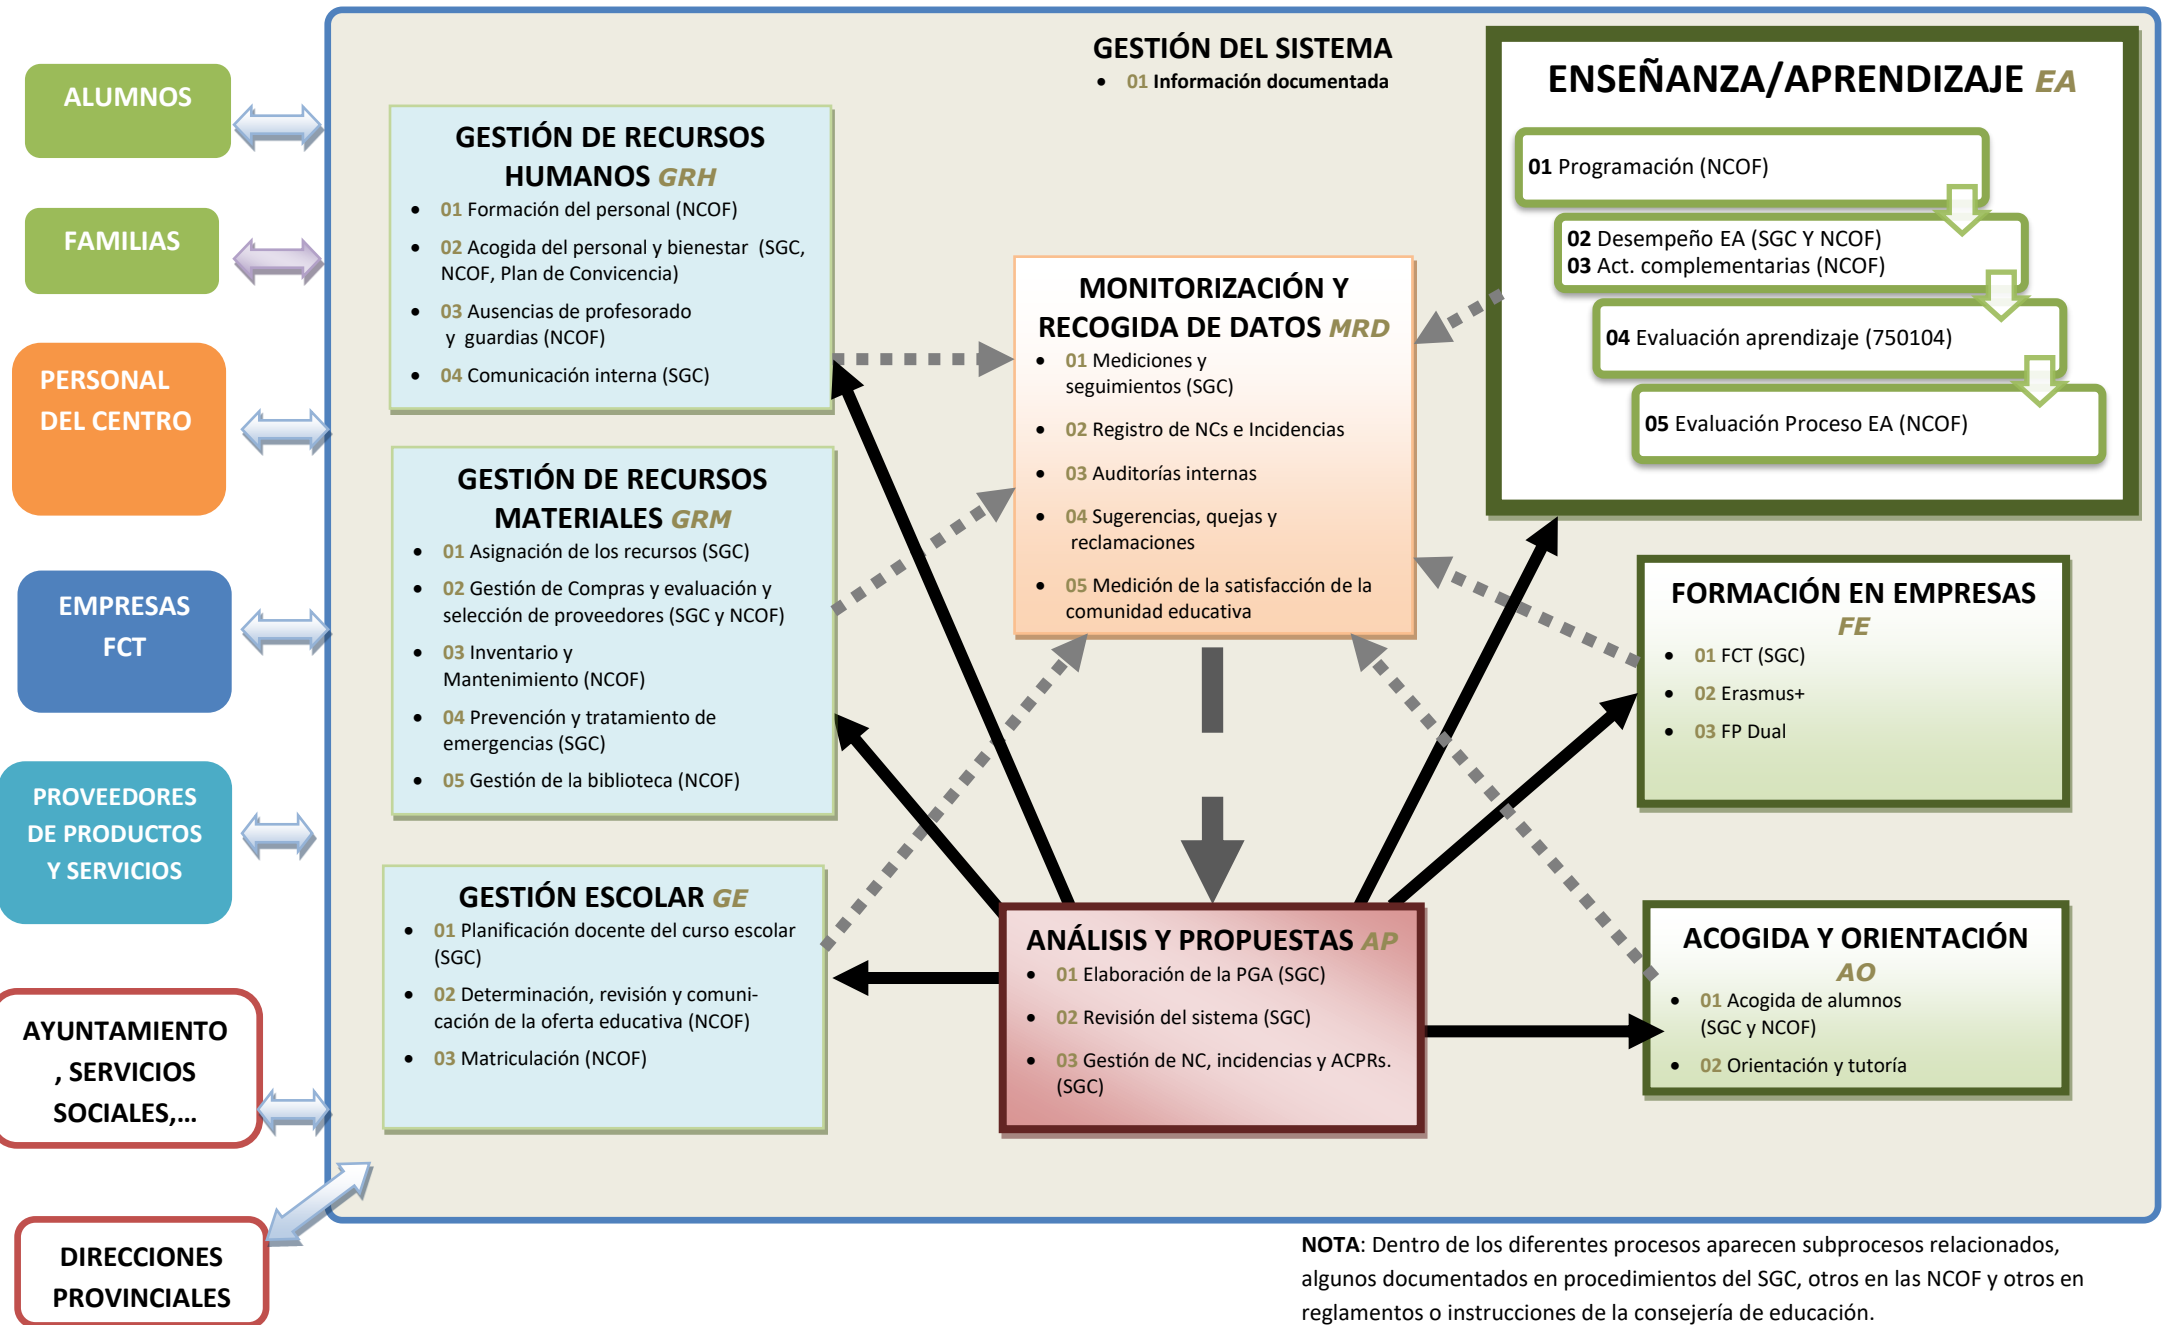 ALUMNOS
FAMILIAS
PERSONAL
DEL CENTRO
EMPRESAS
FCT
PROVEEDORES
DE PRODUCTOS
Y SERVICIOS
AYUNTAMIENTO
, SERVICIOS
SOCIALES,...
DIRECCIONES
PROVINCIALES
GESTIÓN DEL SISTEMA
• 01 Información documentada
GESTIÓN DE RECURSOS
HUMANOS GRH
• 01 Formación del personal (NCOF)
• 02 Acogida del personal y bienestar (SGC,
NCOF, Plan de Convicencia)
• 03 Ausencias de profesorado
y guardias (NCOF)
• 04 Comunicación interna (SGC)
GESTIÓN DE RECURSOS
MATERIALES GRM
• 01 Asignación de los recursos (SGC)
• 02 Gestión de Compras y evaluación y
selección de proveedores (SGC y NCOF)
• 03 Inventario y
Mantenimiento (NCOF)
• 04 Prevención y tratamiento de
emergencias (SGC)
• 05 Gestión de la biblioteca (NCOF)
GESTIÓN ESCOLAR GE
• 01 Planificación docente del curso escolar
(SGC)
• 02 Determinación, revisión y comuni-
cación de la oferta educativa (NCOF)
• 03 Matriculación (NCOF)
MONITORIZACIÓN Y
RECOGIDA DE DATOS MRD
• 01 Mediciones y
seguimientos (SGC)
• 02 Registro de NCs e Incidencias
• 03 Auditorías internas
• 04 Sugerencias, quejas y
reclamaciones
• 05 Medición de la satisfacción de la
comunidad educativa
ANÁLISIS Y PROPUESTAS AP
• 01 Elaboración de la PGA (SGC)
• 02 Revisión del sistema (SGC)
• 03 Gestión de NC, incidencias y ACPRs.
(SGC)
ENSEÑANZA/APRENDIZAJE EA
01 Programación (NCOF)
02 Desempeño EA (SGC Y NCOF)
03 Act. complementarias (NCOF)
04 Evaluación aprendizaje (750104)
05 Evaluación Proceso EA (NCOF)
FORMACIÓN EN EMPRESAS
FE
• 01 FCT (SGC)
• 02 Erasmus+
• 03 FP Dual
ACOGIDA Y ORIENTACIÓN
AO
• 01 Acogida de alumnos
(SGC y NCOF)
• 02 Orientación y tutoría
NOTA: Dentro de los diferentes procesos aparecen subprocesos relacionados,
algunos documentados en procedimientos del SGC, otros en las NCOF y otros en
reglamentos o instrucciones de la consejería de educación.